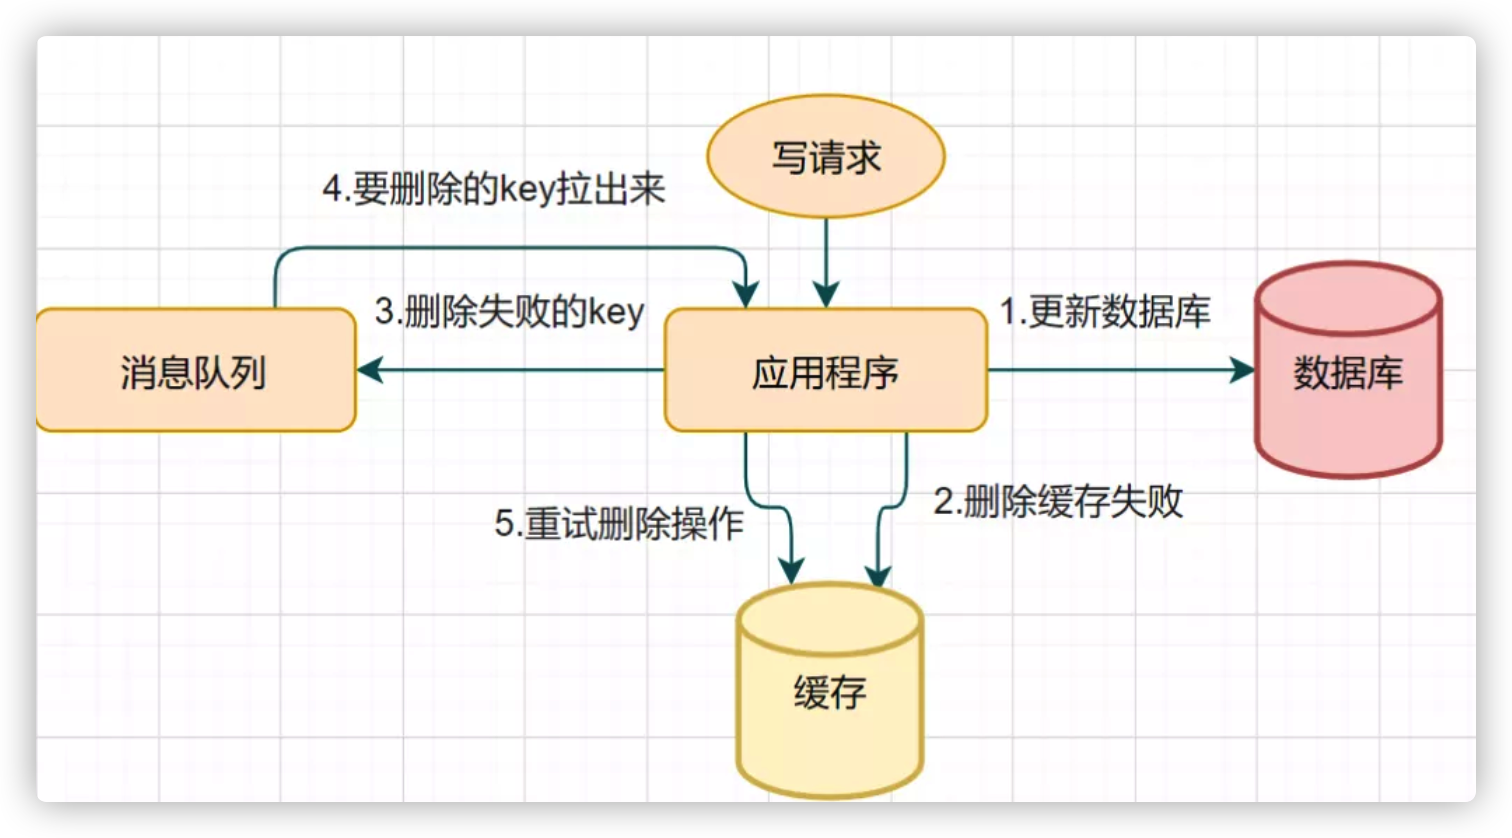 写请求
4.要删除的key拉出来
3.删除失败的key
1.更新数据库
消息队列
应用程序
数据库
5.重试删除操作
2.删除缓存失败
缓存